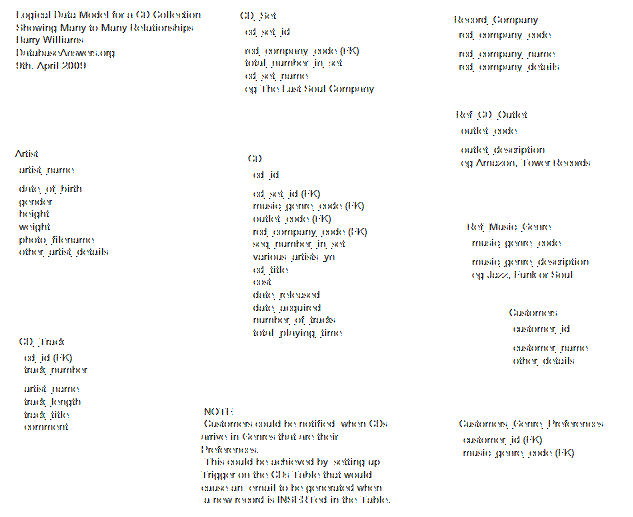 Logical Data Model for a CD Collection
Showing Many to Many Relationships
Barry Williams
DatabaseAnswers.org
9th. April 2009
CD_Set
cd_set_id
rcd_company_code (FK)
total_number_in_set
cd_set_name
eg The Last Soul Company
Record_Company
rcd_company_code
rcd_company_name
rcd_company_details
Ref_CD_Outlet
outlet_code
outlet_description
eg Amazon, Tower Records
Artist
artist_name
date_of_birth
gender
height
weight
photo_filename
other_artist_details
CD
cd_id
cd_set_id (FK)
music_genre_code (FK)
outlet_code (FK)
rcd_company_code (FK)
seq_number_in_set
various_artists_yn
cd_title
cost
date_released
date_acquired
number_of_tracks
total_playing_time
Ref_Music_Genre
music_genre_code
music_genre_description
eg Jazz, Funk or Soul
Customers
customer_id
customer_name
other_details
CD_Track
cd_id (FK)
track_number
artist_name
track_length
track_title
comment
NOTE
Customers could be notified when CDs
arrive in Genres that are their
Preferences.
This could be achieved by setting up
Trigger on the CDs Table that would
cause an email to be generated when
a new record is INSERTed in the Table.
Customers_Genre_Preferences
customer_id (FK)
music_genre_code (FK)